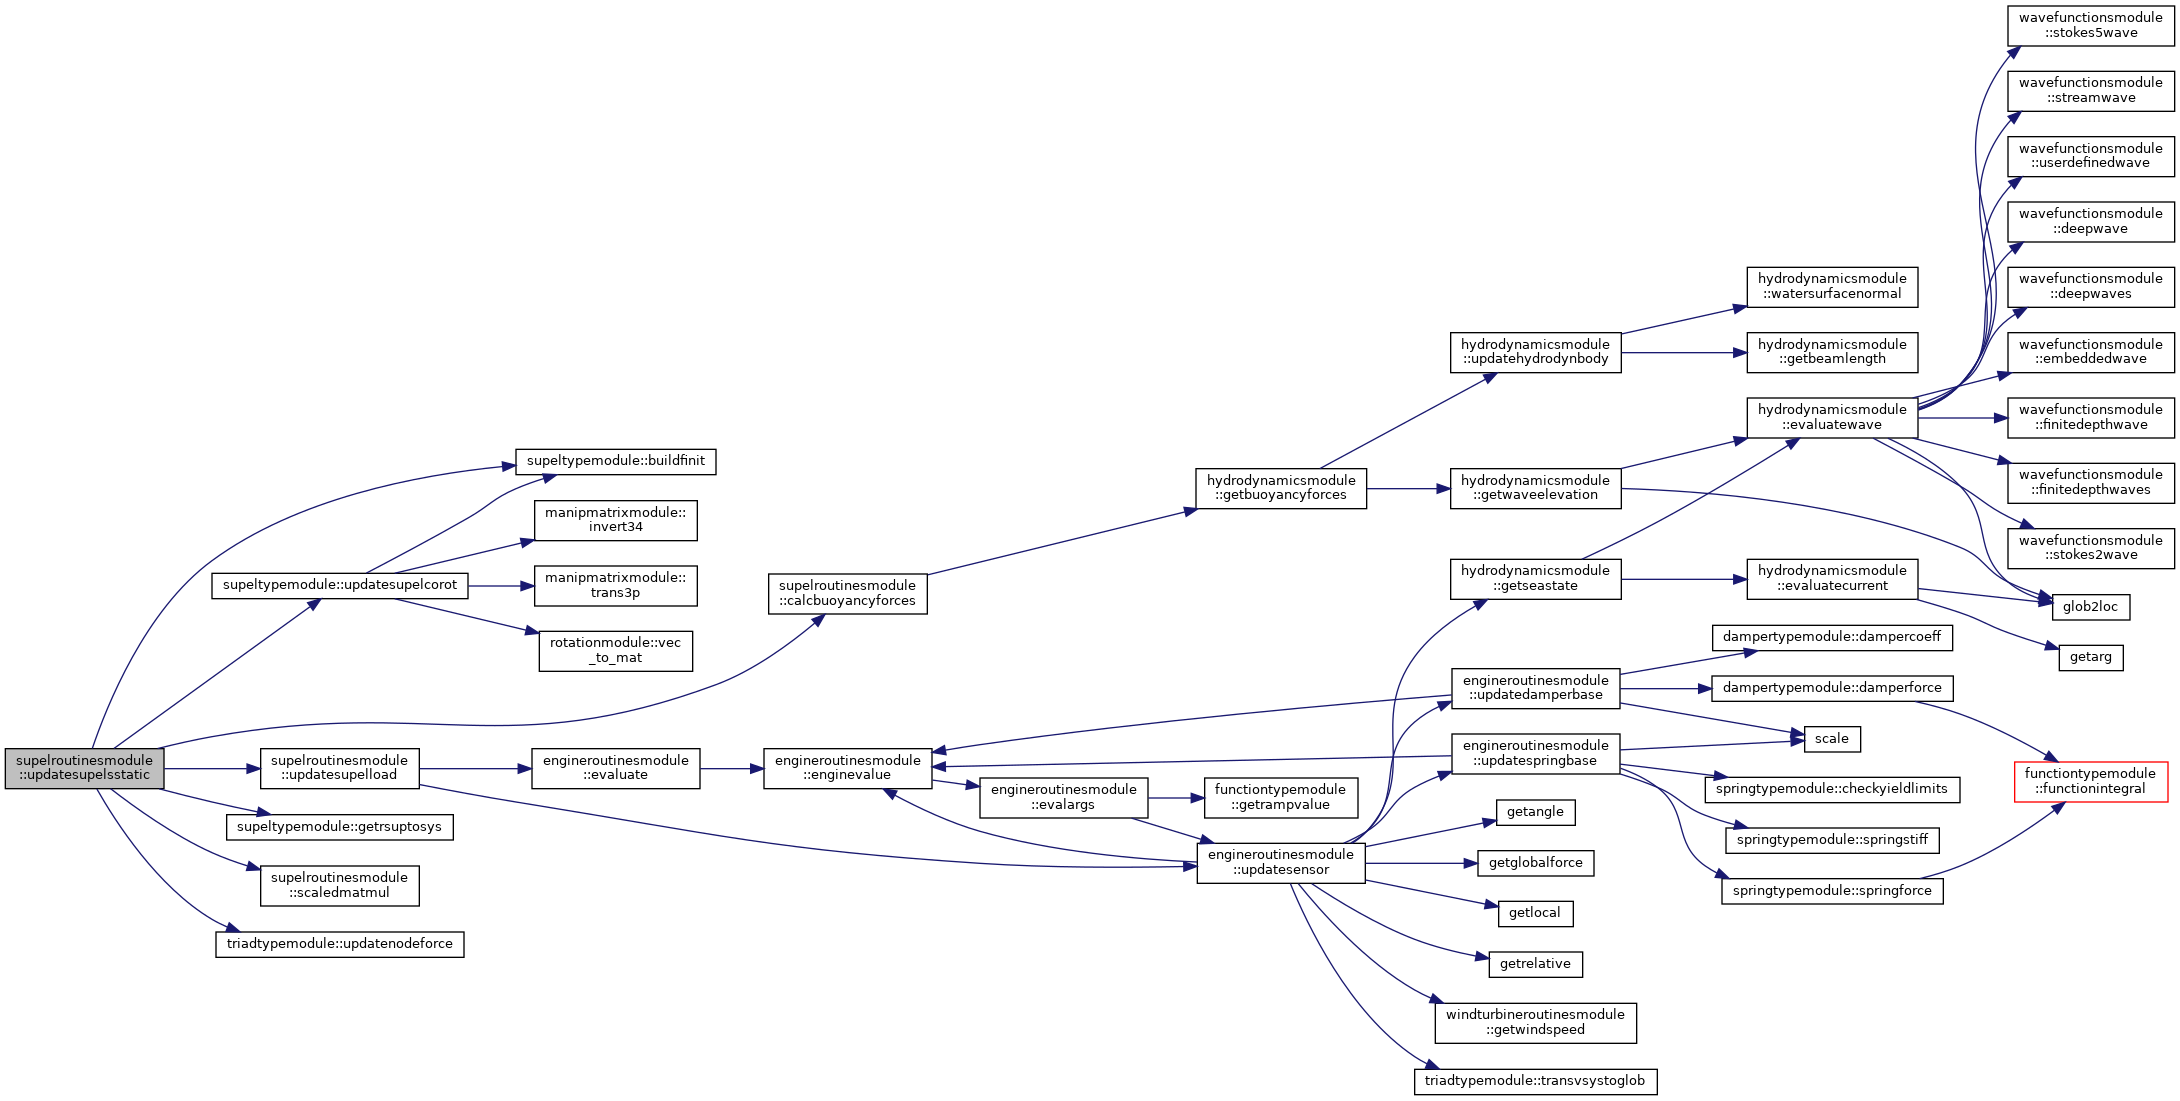 supelroutinesmodule
::updatesupelsstatic
supeltypemodule::buildfinit
supeltypemodule::updatesupelcorot
manipmatrixmodule::
invert34
manipmatrixmodule::
trans3p
rotationmodule::vec
_to_mat
supelroutinesmodule
::calcbuoyancyforces
supelroutinesmodule
::updatesupelload
supeltypemodule::getrsuptosys
supelroutinesmodule
::scaledmatmul
triadtypemodule::updatenodeforce
engineroutinesmodule
::evaluate
engineroutinesmodule
::enginevalue
engineroutinesmodule
::evalargs
functiontypemodule
::getrampvalue
engineroutinesmodule
::updatesensor
hydrodynamicsmodule
::getbuoyancyforces
hydrodynamicsmodule
::updatehydrodynbody
hydrodynamicsmodule
::getwaveelevation
hydrodynamicsmodule
::getseastate
engineroutinesmodule
::updatedamperbase
engineroutinesmodule
::updatespringbase
getangle
getglobalforce
getlocal
getrelative
windturbineroutinesmodule
::getwindspeed
triadtypemodule::transvsystoglob
hydrodynamicsmodule
::watersurfacenormal
hydrodynamicsmodule
::getbeamlength
hydrodynamicsmodule
::evaluatewave
hydrodynamicsmodule
::evaluatecurrent
dampertypemodule::dampercoeff
dampertypemodule::damperforce
scale
springtypemodule::checkyieldlimits
springtypemodule::springstiff
springtypemodule::springforce
wavefunctionsmodule
::stokes5wave
wavefunctionsmodule
::streamwave
wavefunctionsmodule
::userdefinedwave
wavefunctionsmodule
::deepwave
wavefunctionsmodule
::deepwaves
wavefunctionsmodule
::embeddedwave
wavefunctionsmodule
::finitedepthwave
wavefunctionsmodule
::finitedepthwaves
wavefunctionsmodule
::stokes2wave
glob2loc
getarg
functiontypemodule
::functionintegral